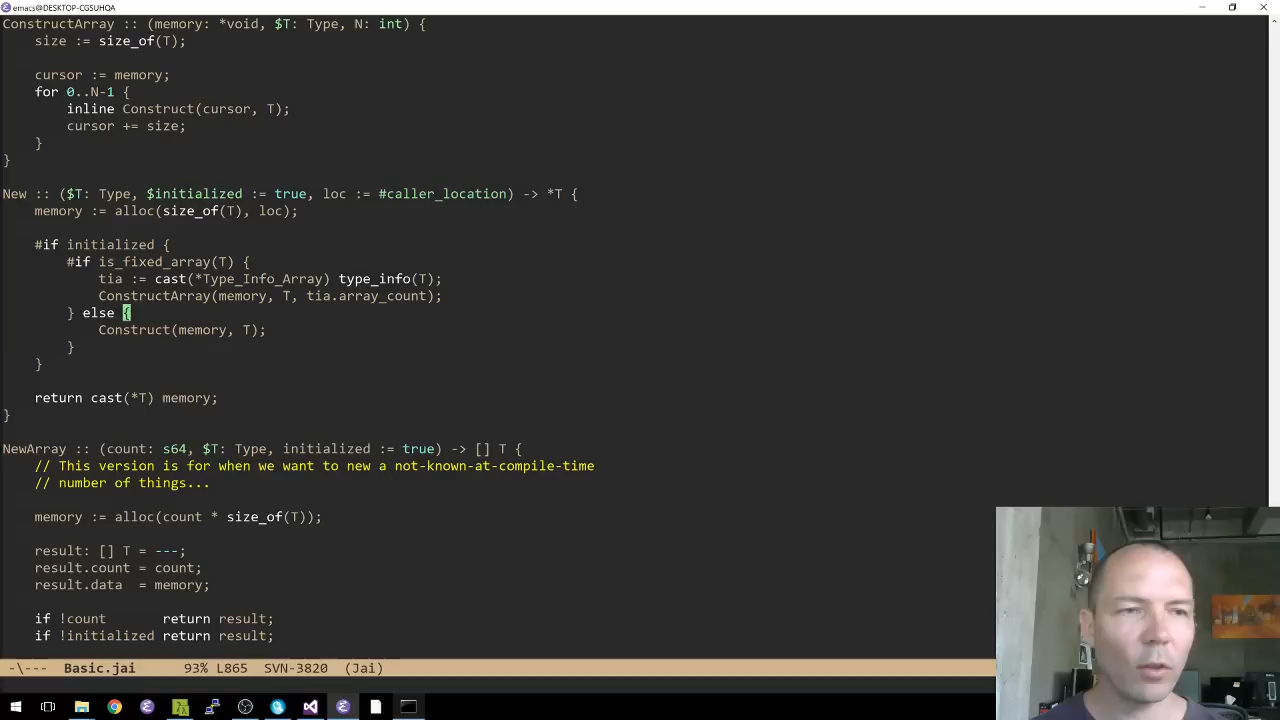 emacs@DESKTOP-CGSUHQA
ConstructArray :: (memory: *void, $T: Type, N: int) {
    size := size_of(T);
    cursor := memory;
    for 0..N-1 {
        inline Construct(cursor, T);
        cursor += size;
    }
}
New :: ($T: Type, $initialized := true, loc := #caller_location) -> *T {
    memory := alloc(size_of(T), loc);
    #if initialized {
        #if is_fixed_array(T) {
            tia := cast(*Type_Info_Array) type_info(T);
            ConstructArray(memory, T, tia.array_count);
        } else {
            Construct(memory, T);
        }
    }
    return cast(*T) memory;
}
NewArray :: (count: s64, $T: Type, initialized := true) -> [] T {
    // This version is for when we want to new a not-known-at-compile-time
    // number of things...
    memory := alloc(count * size_of(T));
    result: [] T = ---;
    result.count = count;
    result.data  = memory;
    if !count       return result;
    if !initialized return result;
-\---  Basic.jai      93% L865  SVN-3820  (Jai)